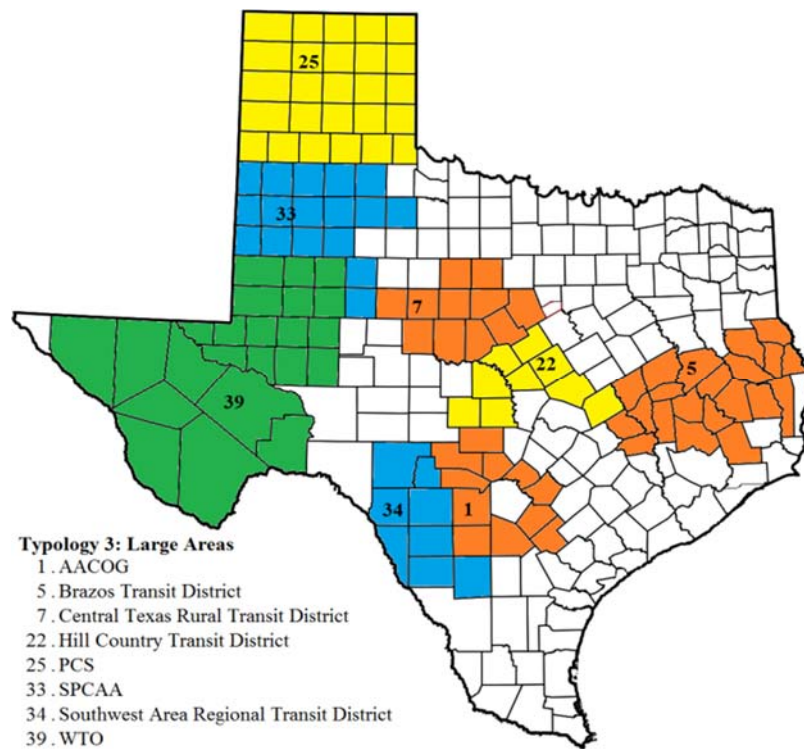 25
33
7
22
5
39
34
1
Typology 3: Large Areas
1. AACOG
5. Brazos Transit District
7. Central Texas Rural Transit District
22. Hill Country Transit District
25. PCS
33. SPCAA
34. Southwest Area Regional Transit District
39. WTO